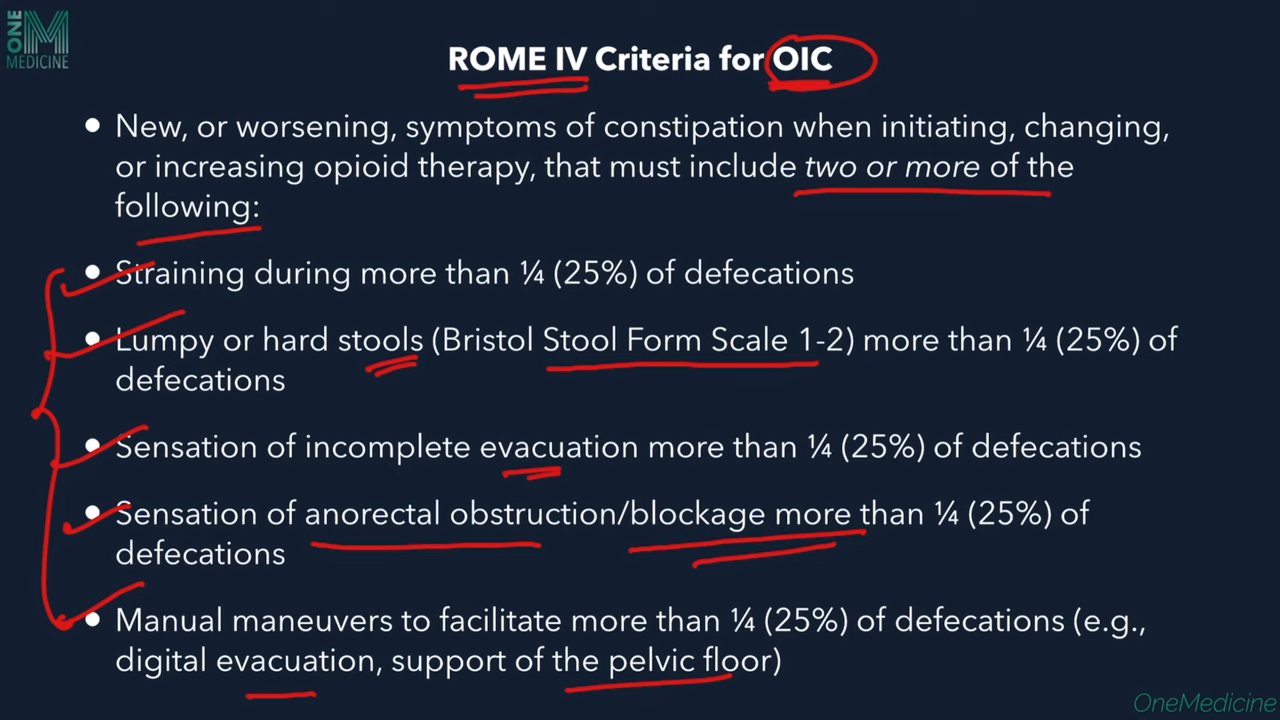 ONE
MEDICINE
ROME IV Criteria for OIC
• New, or worsening, symptoms of constipation when initiating, changing,
or increasing opioid therapy, that must include two or more of the
following:
• Straining during more than ¼ (25%) of defecations
• Lumpy or hard stools (Bristol Stool Form Scale 1-2) more than ¼ (25%) of
defecations
• Sensation of incomplete evacuation more than ¼ (25%) of defecations
• Sensation of anorectal obstruction/blockage more than ¼ (25%) of
defecations
• Manual maneuvers to facilitate more than ¼ (25%) of defecations (e.g.,
digital evacuation, support of the pelvic floor)
OneMedicine